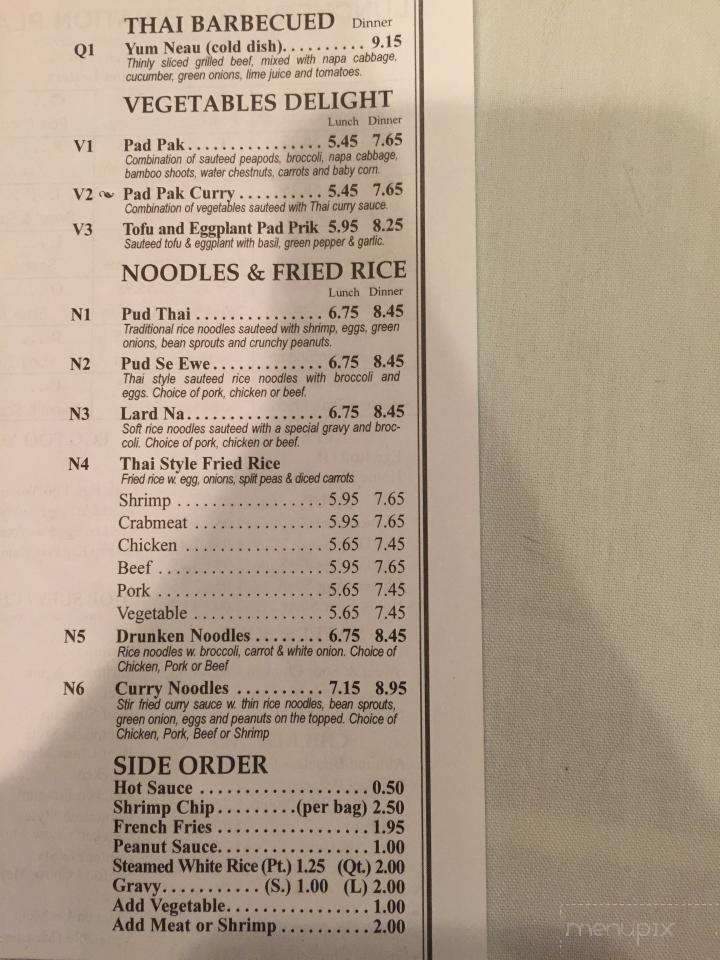 THAI BARBECUED Dinner
Q1 Yum Neau (cold dish). . . . . . . . . . 9.15
Thinly sliced grilled beef, mixed with napa cabbage,
cucumber, green onions, lime juice and tomatoes.
VEGETABLES DELIGHT
Lunch Dinner
V1 Pad Pak . . . . . . . . . . . . . . . . 5.45 7.65
Combination of sauteed peapods, broccoli, napa cabbage,
bamboo shoots, water chestnuts, carrots and baby corn.
V2 Pad Pak Curry . . . . . . . . . . 5.45 7.65
Combination of vegetables sauteed with Thai curry sauce.
V3 Tofu and Eggplant Pad Prik 5.95 8.25
Sauteed tofu & eggplant with basil, green pepper & garlic.
NOODLES & FRIED RICE
Lunch Dinner
N1 Pud Thai . . . . . . . . . . . . . . . 6.75 8.45
Traditional rice noodles sauteed with shrimp, eggs, green
onions, bean sprouts and crunchy peanuts.
N2 Pud Se Ewe . . . . . . . . . . . . . 6.75 8.45
Thai style sauteed rice noodles with broccoli and
eggs. Choice of pork, chicken or beef.
N3 Lard Na. . . . . . . . . . . . . . . . 6.75 8.45
Soft rice noodles sauteed with a special gravy and broc-
coli. Choice of pork, chicken or beef.
N4 Thai Style Fried Rice
Fried rice w. egg, onions, split peas & diced carrots
Shrimp . . . . . . . . . . . . . . . . . 5.95 7.65
Crabmeat . . . . . . . . . . . . . . . 5.95 7.65
Chicken . . . . . . . . . . . . . . . . 5.65 7.45
Beef . . . . . . . . . . . . . . . . . . . 5.95 7.65
Pork . . . . . . . . . . . . . . . . . . . 5.65 7.45
Vegetable . . . . . . . . . . . . . . . 5.65 7.45
N5 Drunken Noodles . . . . . . . . 6.75 8.45
Rice noodles w. broccoli, carrot & white onion. Choice of
Chicken, Pork or Beef
N6 Curry Noodles . . . . . . . . . . 7.15 8.95
Stir fried curry sauce w. thin rice noodles, bean sprouts,
green onion, eggs and peanuts on the topped. Choice of
Chicken, Pork, Beef or Shrimp
SIDE ORDER
Hot Sauce . . . . . . . . . . . . . . . . . . . 0.50
Shrimp Chip . . . . . . . . . (per bag) 2.50
French Fries . . . . . . . . . . . . . . . . . 1.95
Peanut Sauce. . . . . . . . . . . . . . . . . 1.00
Steamed White Rice (Pt.) 1.25 (Qt.) 2.00
Gravy. . . . . . . . . . . (S.) 1.00 (L) 2.00
Add Vegetable. . . . . . . . . . . . . . . . 1.00
Add Meat or Shrimp . . . . . . . . . . 2.00
menupix